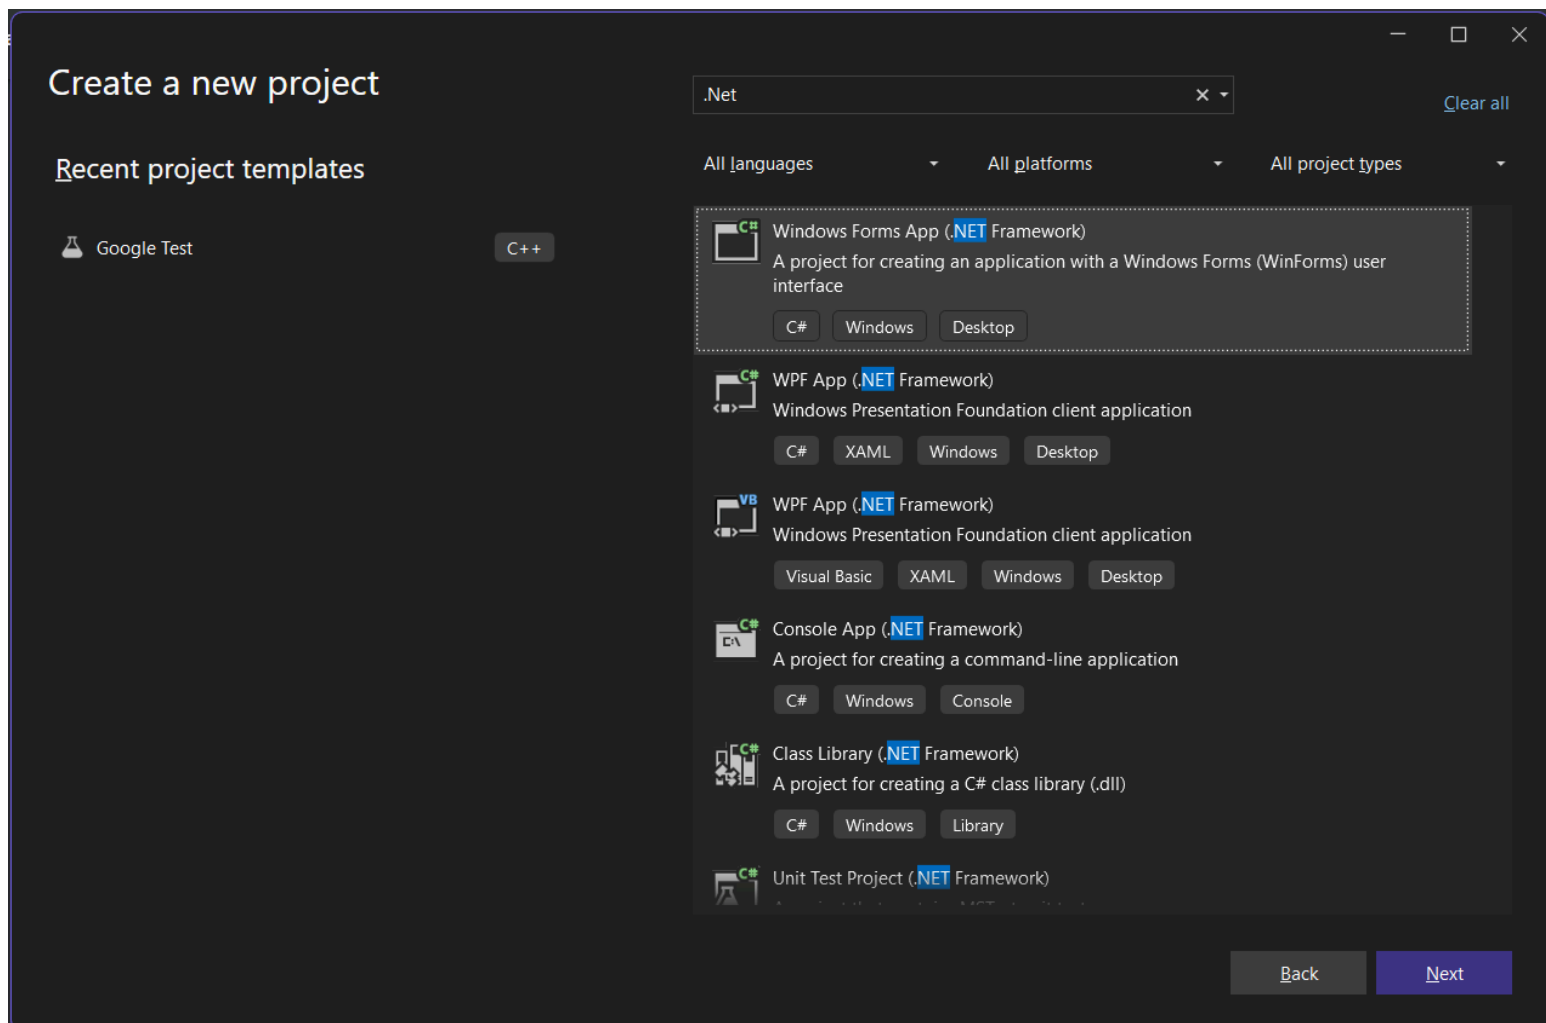 Create a new project
.Net
Clear all
Recent project templates
All languages
All platforms
All project types
Google Test
C++
Windows Forms App (.NET Framework)
A project for creating an application with a Windows Forms (WinForms) user
interface
C#
Windows
Desktop
WPF App (.NET Framework)
Windows Presentation Foundation client application
C#
XAML
Windows
Desktop
WPF App (.NET Framework)
Windows Presentation Foundation client application
Visual Basic
XAML
Windows
Desktop
Console App (.NET Framework)
A project for creating a command-line application
C#
Windows
Console
Class Library (.NET Framework)
A project for creating a C# class library (.dll)
C#
Windows
Library
Unit Test Project (.NET Framework)
Back
Next